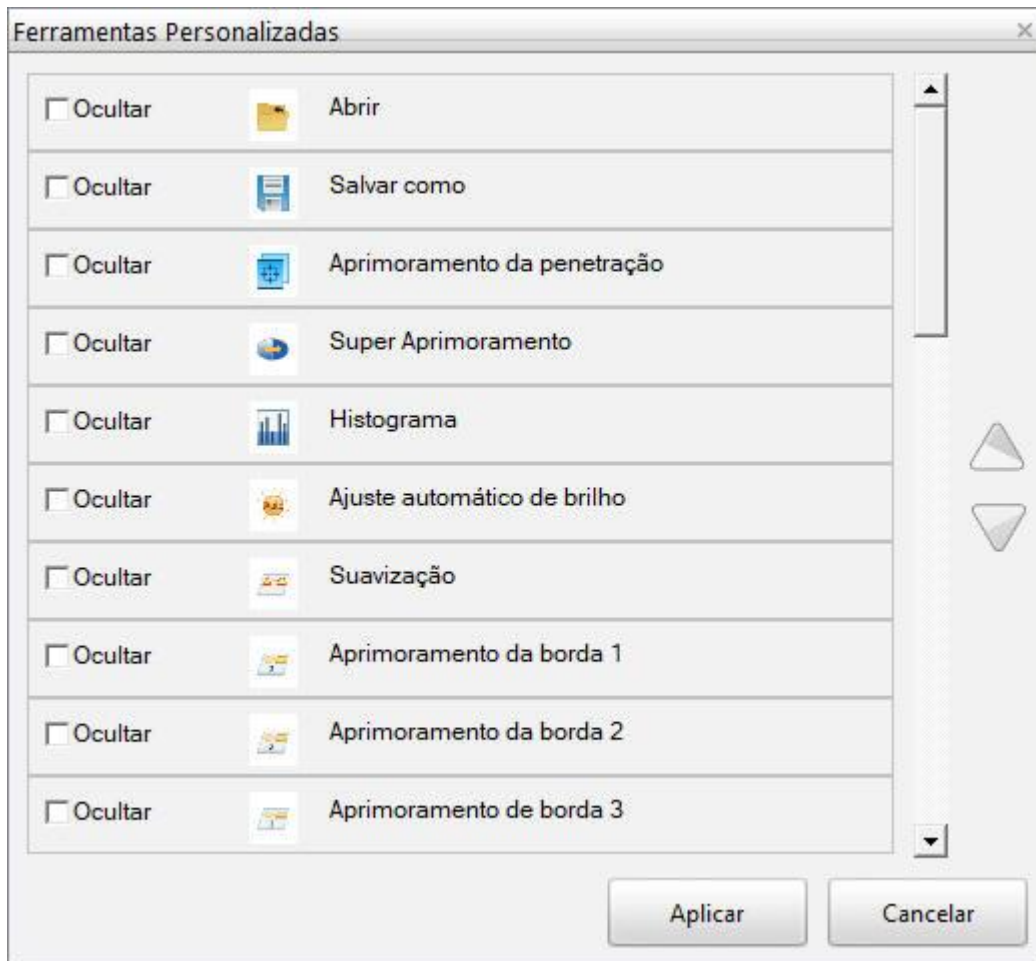 Ferramentas Personalizadas
Ocultar Abrir
Ocultar Salvar como
Ocultar Aprimoramento da penetração
Ocultar Super Aprimoramento
Ocultar Histograma
Ocultar Ajuste automático de brilho
Ocultar Suavização
Ocultar Aprimoramento da borda 1
Ocultar Aprimoramento da borda 2
Ocultar Aprimoramento de borda 3
Aplicar Cancelar